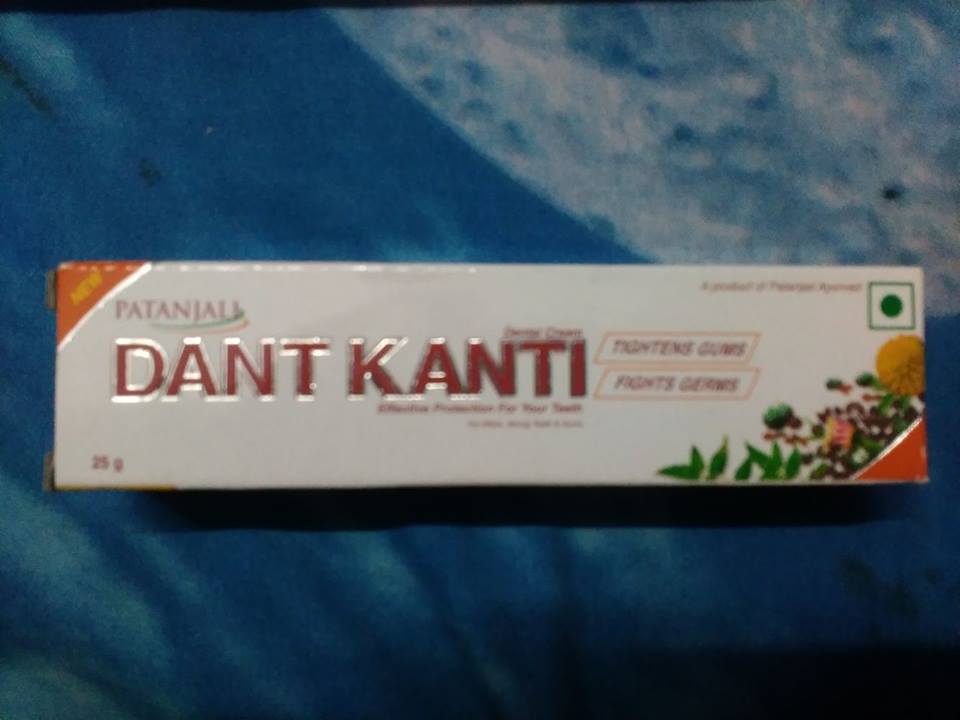 NEW
PATANJALI
A product of Patanjali Ayurved
Dental Cream
DANT KANTI
TIGHTENS GUMS
FIGHTS GERMS
Effective Protection For Your Teeth
25 g